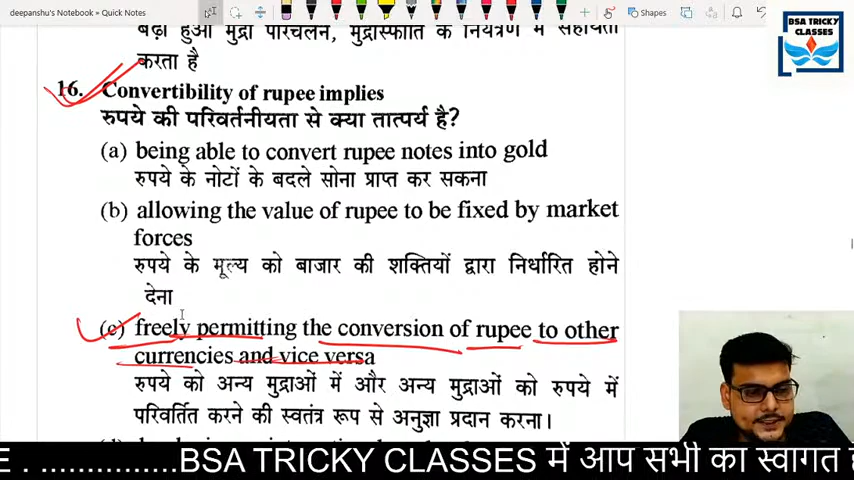 deepanshu's Notebook » Quick Notes
Shapes
BSA TRICKY
CLASSES
बढ़ा हुआ मुद्रा परिचलन, मुद्रास्फीति के नियंत्रण में सहायता
करता है
16. Convertibility of rupee implies
रुपये की परिवर्तनीयता से क्या तात्पर्य है?
(a) being able to convert rupee notes into gold
रुपये के नोटों के बदले सोना प्राप्त कर सकना
(b) allowing the value of rupee to be fixed by market
forces
रुपये के मूल्य को बाजार की शक्तियों द्वारा निर्धारित होने
देना
(c) freely permitting the conversion of rupee to other
currencies and vice versa
रुपये को अन्य मुद्राओं में और अन्य मुद्राओं को रुपये में
परिवर्तित करने की स्वतंत्र रूप से अनुज्ञा प्रदान करना।
E . ...............BSA TRICKY CLASSES में आप सभी का स्वागत ह